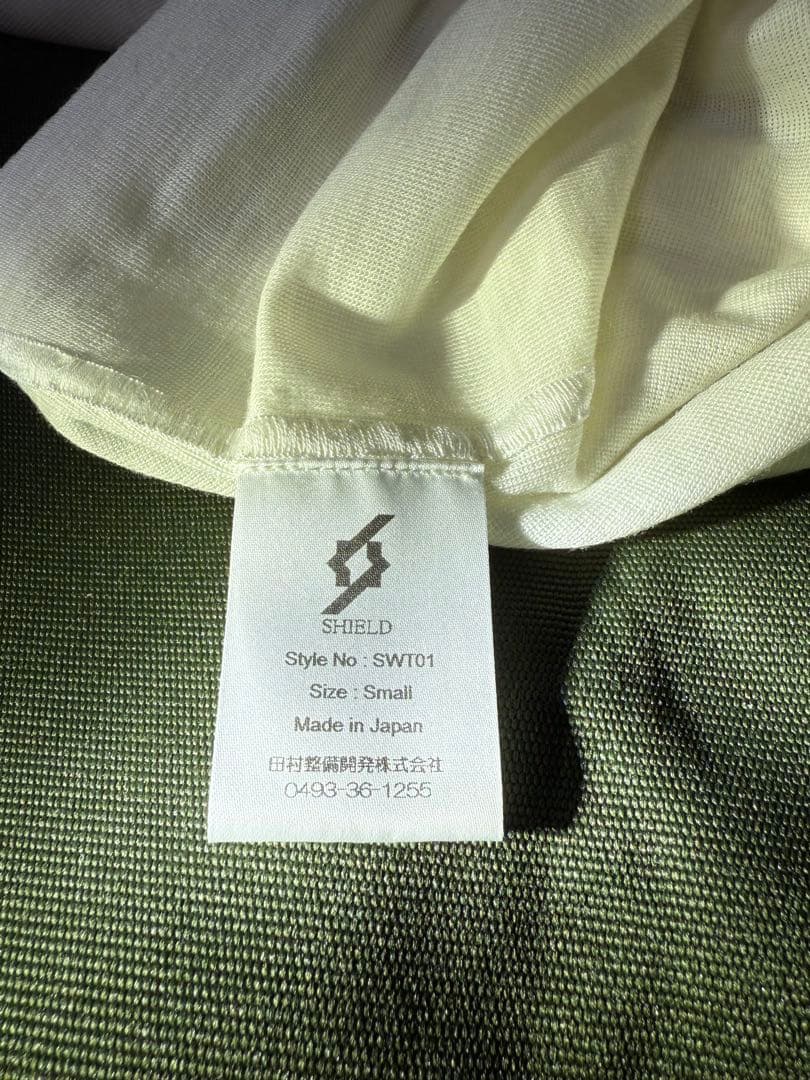 SHIELD
Style No : SWT01
Size : Small
Made in Japan
田村整備開発株式会社
0493-36-1255